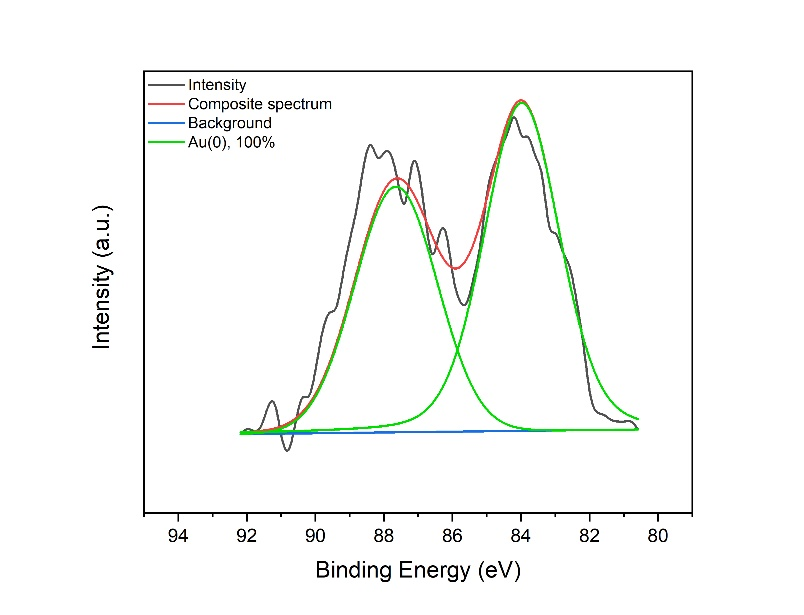 Intensity
Composite spectrum
Background
Au(0), 100%
Intensity (a.u.)
94 92 90 88 86 84 82 80
Binding Energy (eV)